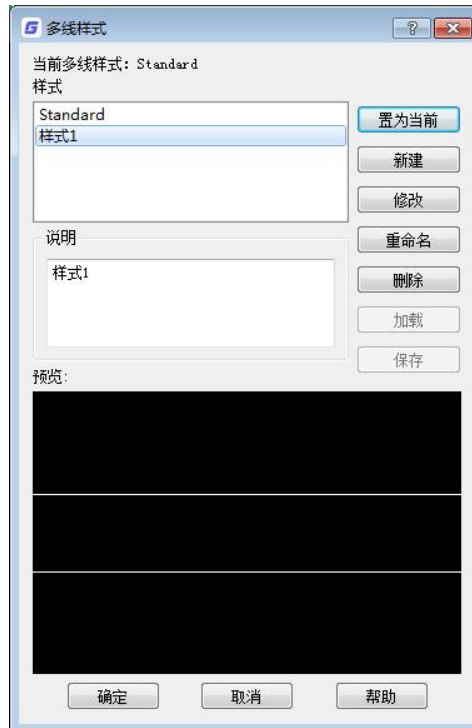 多线样式
当前多线样式: Standard
样式
Standard
样式1
置为当前
新建
修改
重命名
删除
加载
保存
说明
样式1
预览:
确定
取消
帮助